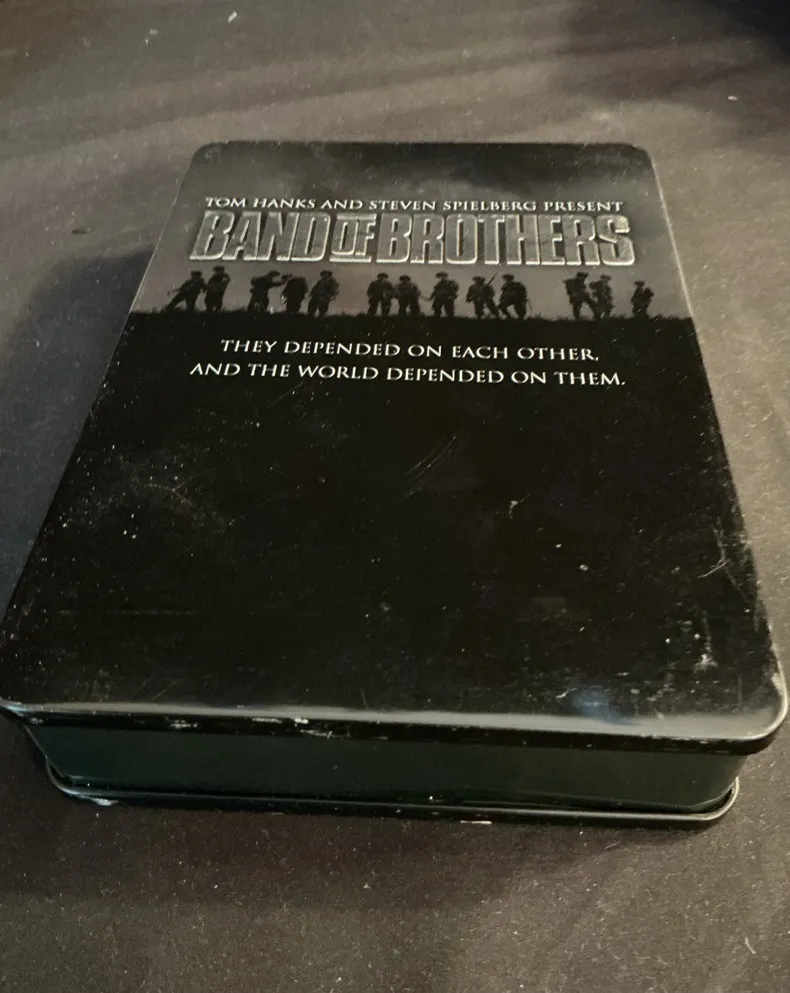 TOM HANKS AND STEVEN SPIELBERG PRESENT
BAND OF BROTHERS
THEY DEPENDED ON EACH OTHER,
AND THE WORLD DEPENDED ON THEM.